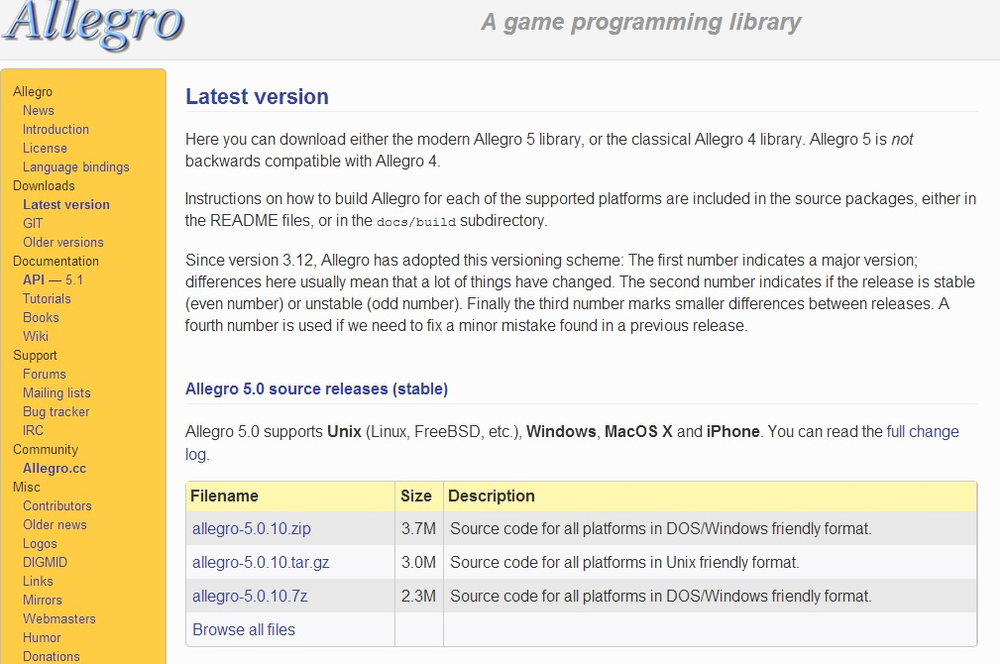 Allegro
A game programming library
Allegro
News
Introduction
License
Language bindings
Downloads
Latest version
GIT
Older versions
Documentation
API — 5.1
Tutorials
Books
Wiki
Support
Forums
Mailing lists
Bug tracker
IRC
Community
Allegro.cc
Misc
Contributors
Older news
Logos
DIGMID
Links
Mirrors
Webmasters
Humor
Donations
Latest version
Here you can download either the modern Allegro 5 library, or the classical Allegro 4 library. Allegro 5 is not
backwards compatible with Allegro 4.
Instructions on how to build Allegro for each of the supported platforms are included in the source packages, either in
the README files, or in the docs/build subdirectory.
Since version 3.12, Allegro has adopted this versioning scheme: The first number indicates a major version;
differences here usually mean that a lot of things have changed. The second number indicates if the release is stable
(even number) or unstable (odd number). Finally the third number marks smaller differences between releases. A
fourth number is used if we need to fix a minor mistake found in a previous release.
Allegro 5.0 source releases (stable)
Allegro 5.0 supports Unix (Linux, FreeBSD, etc.), Windows, MacOS X and iPhone. You can read the full change
log.
Filename Size Description
allegro-5.0.10.zip 3.7M Source code for all platforms in DOS/Windows friendly format.
allegro-5.0.10.tar.gz 3.0M Source code for all platforms in Unix friendly format.
allegro-5.0.10.7z 2.3M Source code for all platforms in DOS/Windows friendly format.
Browse all files